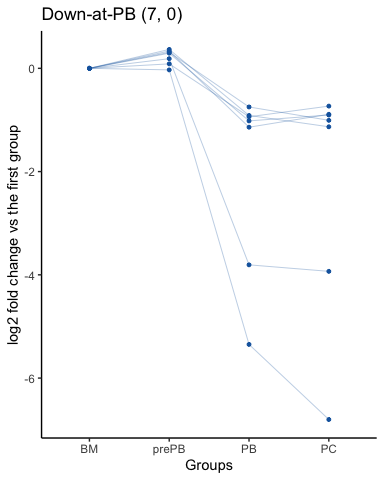 Down-at-PB (7, 0)
log2 fold change vs the first group
0
-2
-4
-6
BM prePB PB PC
Groups